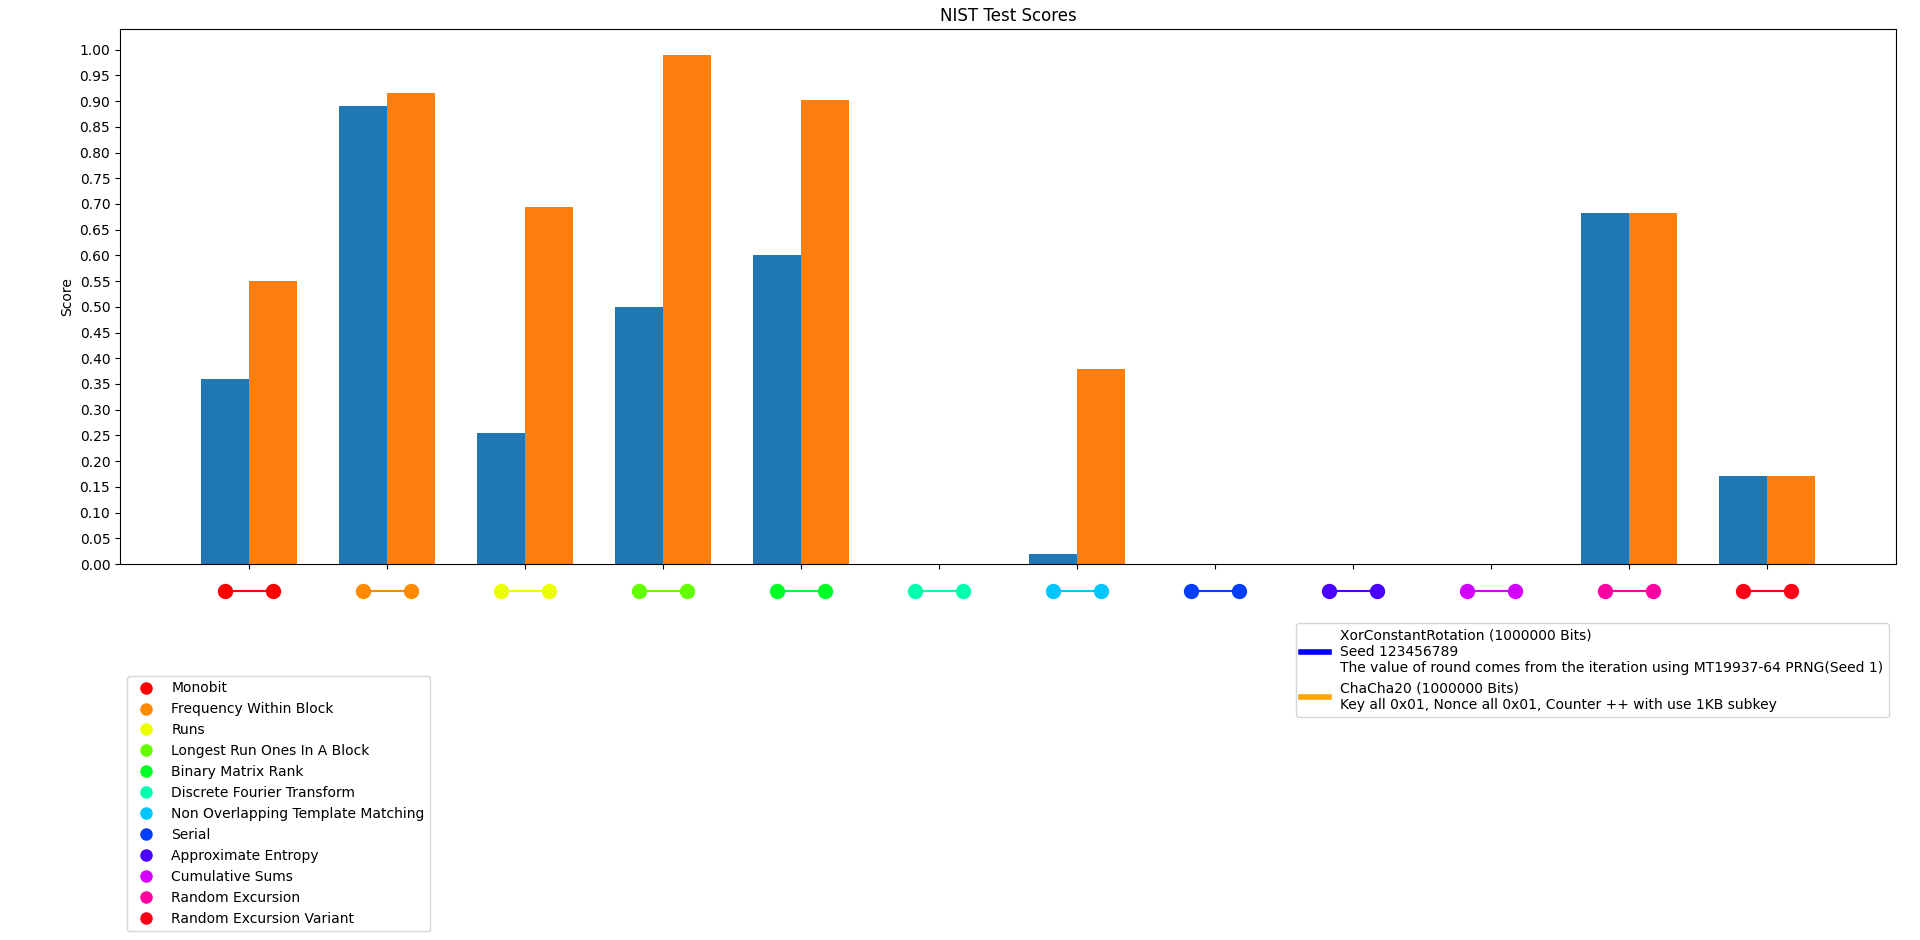 NIST Test Scores
Score
1.00
0.95
0.90
0.85
0.80
0.75
0.70
0.65
0.60
0.55
0.50
0.45
0.40
0.35
0.30
0.25
0.20
0.15
0.10
0.05
0.00
XorConstantRotation (1000000 Bits)
Seed 123456789
The value of round comes from the iteration using MT19937-64 PRNG(Seed 1)
ChaCha20 (1000000 Bits)
Key all 0x01, Nonce all 0x01, Counter ++ with use 1KB subkey
Monobit
Frequency Within Block
Runs
Longest Run Ones In A Block
Binary Matrix Rank
Discrete Fourier Transform
Non Overlapping Template Matching
Serial
Approximate Entropy
Cumulative Sums
Random Excursion
Random Excursion Variant